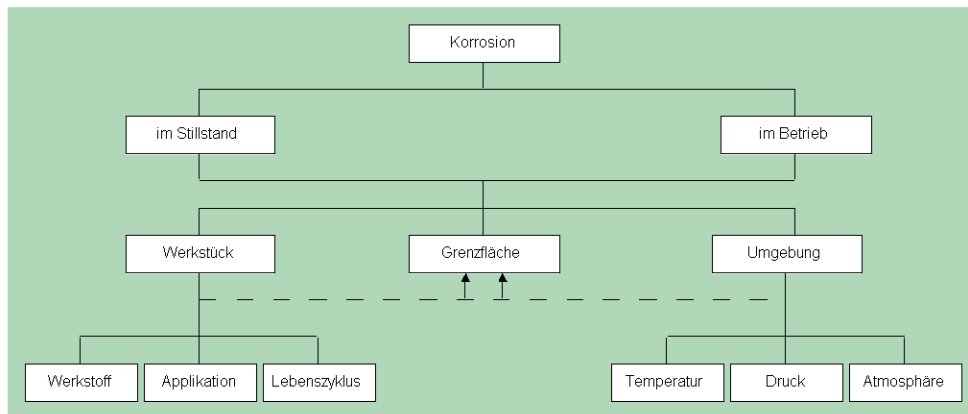 Korrosion
im Stillstand
im Betrieb
Werkstück
Grenzfläche
Umgebung
Werkstoff
Applikation
Lebenszyklus
Temperatur
Druck
Atmosphäre